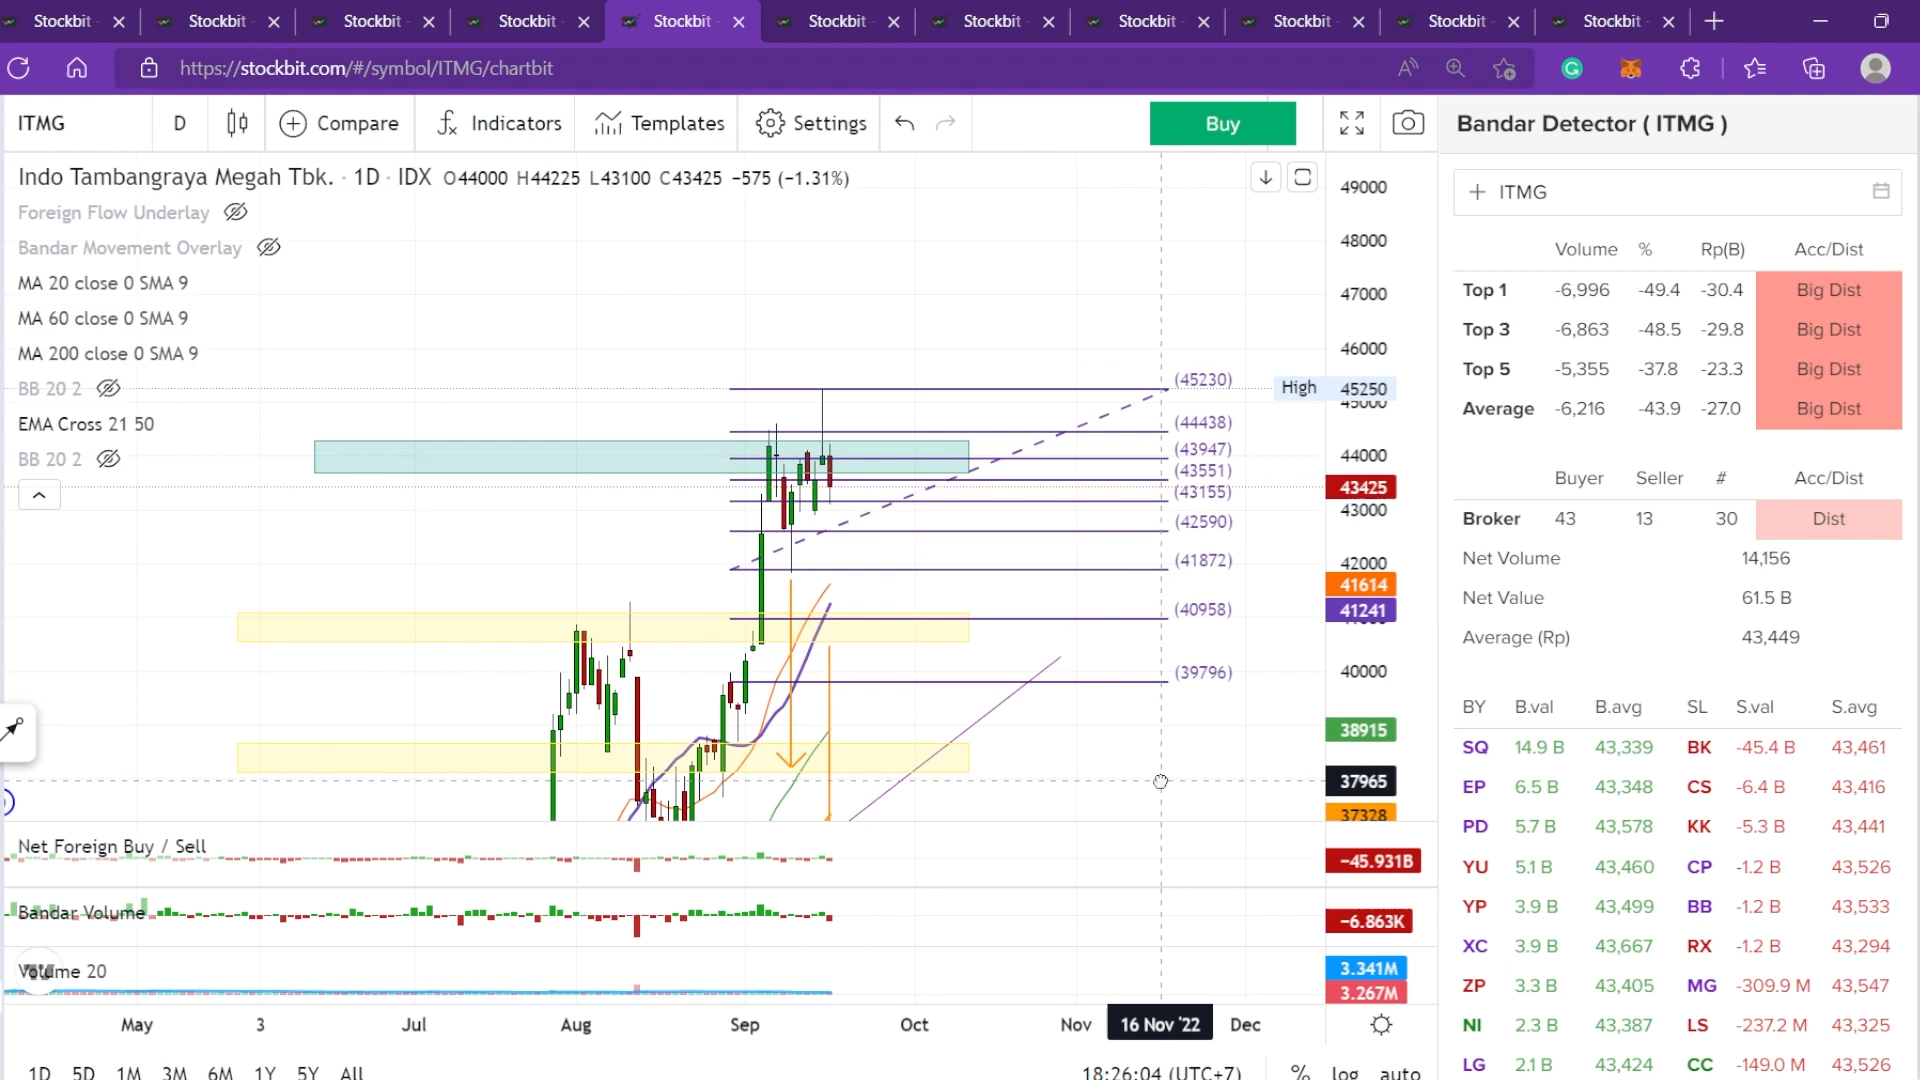 Stockbit Stockbit Stockbit Stockbit Stockbit Stockbit Stockbit Stockbit Stockbit Stockbit Stockbit
https://stockbit.com/#/symbol/ITMG/chartbit
ITMG D Compare Indicators Templates Settings Buy
Indo Tambangraya Megah Tbk. · 1D · IDX O44000 H44225 L43100 C43425 −575 (−1.31%)
Foreign Flow Underlay
Bandar Movement Overlay
MA 20 close 0 SMA 9
MA 60 close 0 SMA 9
MA 200 close 0 SMA 9
BB 20 2
EMA Cross 21 50
BB 20 2
(45230)
(44438)
(43947)
(43551)
(43155)
(42590)
(41872)
(40958)
(39796)
49000
48000
47000
46000
High 45250
45000
44000
43425
43000
42000
41614
41241
40000
38915
37965
37328
Net Foreign Buy / Sell
−45.931B
Bandar Volume
−6.863K
Volume 20
3.341M
3.267M
May 3 Jul Aug Sep Oct Nov 16 Nov '22 Dec
1D 5D 1M 3M 6M 1Y 5Y All 18:26:04 (UTC+7) % log auto
Bandar Detector ( ITMG )
ITMG
Volume % Rp(B) Acc/Dist
Top 1 -6,996 -49.4 -30.4 Big Dist
Top 3 -6,863 -48.5 -29.8 Big Dist
Top 5 -5,355 -37.8 -23.3 Big Dist
Average -6,216 -43.9 -27.0 Big Dist
Buyer Seller # Acc/Dist
Broker 43 13 30 Dist
Net Volume 14,156
Net Value 61.5 B
Average (Rp) 43,449
BY B.val B.avg SL S.val S.avg
SQ 14.9 B 43,339 BK -45.4 B 43,461
EP 6.5 B 43,348 CS -6.4 B 43,416
PD 5.7 B 43,578 KK -5.3 B 43,441
YU 5.1 B 43,460 CP -1.2 B 43,526
YP 3.9 B 43,499 BB -1.2 B 43,533
XC 3.9 B 43,667 RX -1.2 B 43,294
ZP 3.3 B 43,405 MG -309.9 M 43,547
NI 2.3 B 43,387 LS -237.2 M 43,325
LG 2.1 B 43,424 CC -149.0 M 43,526